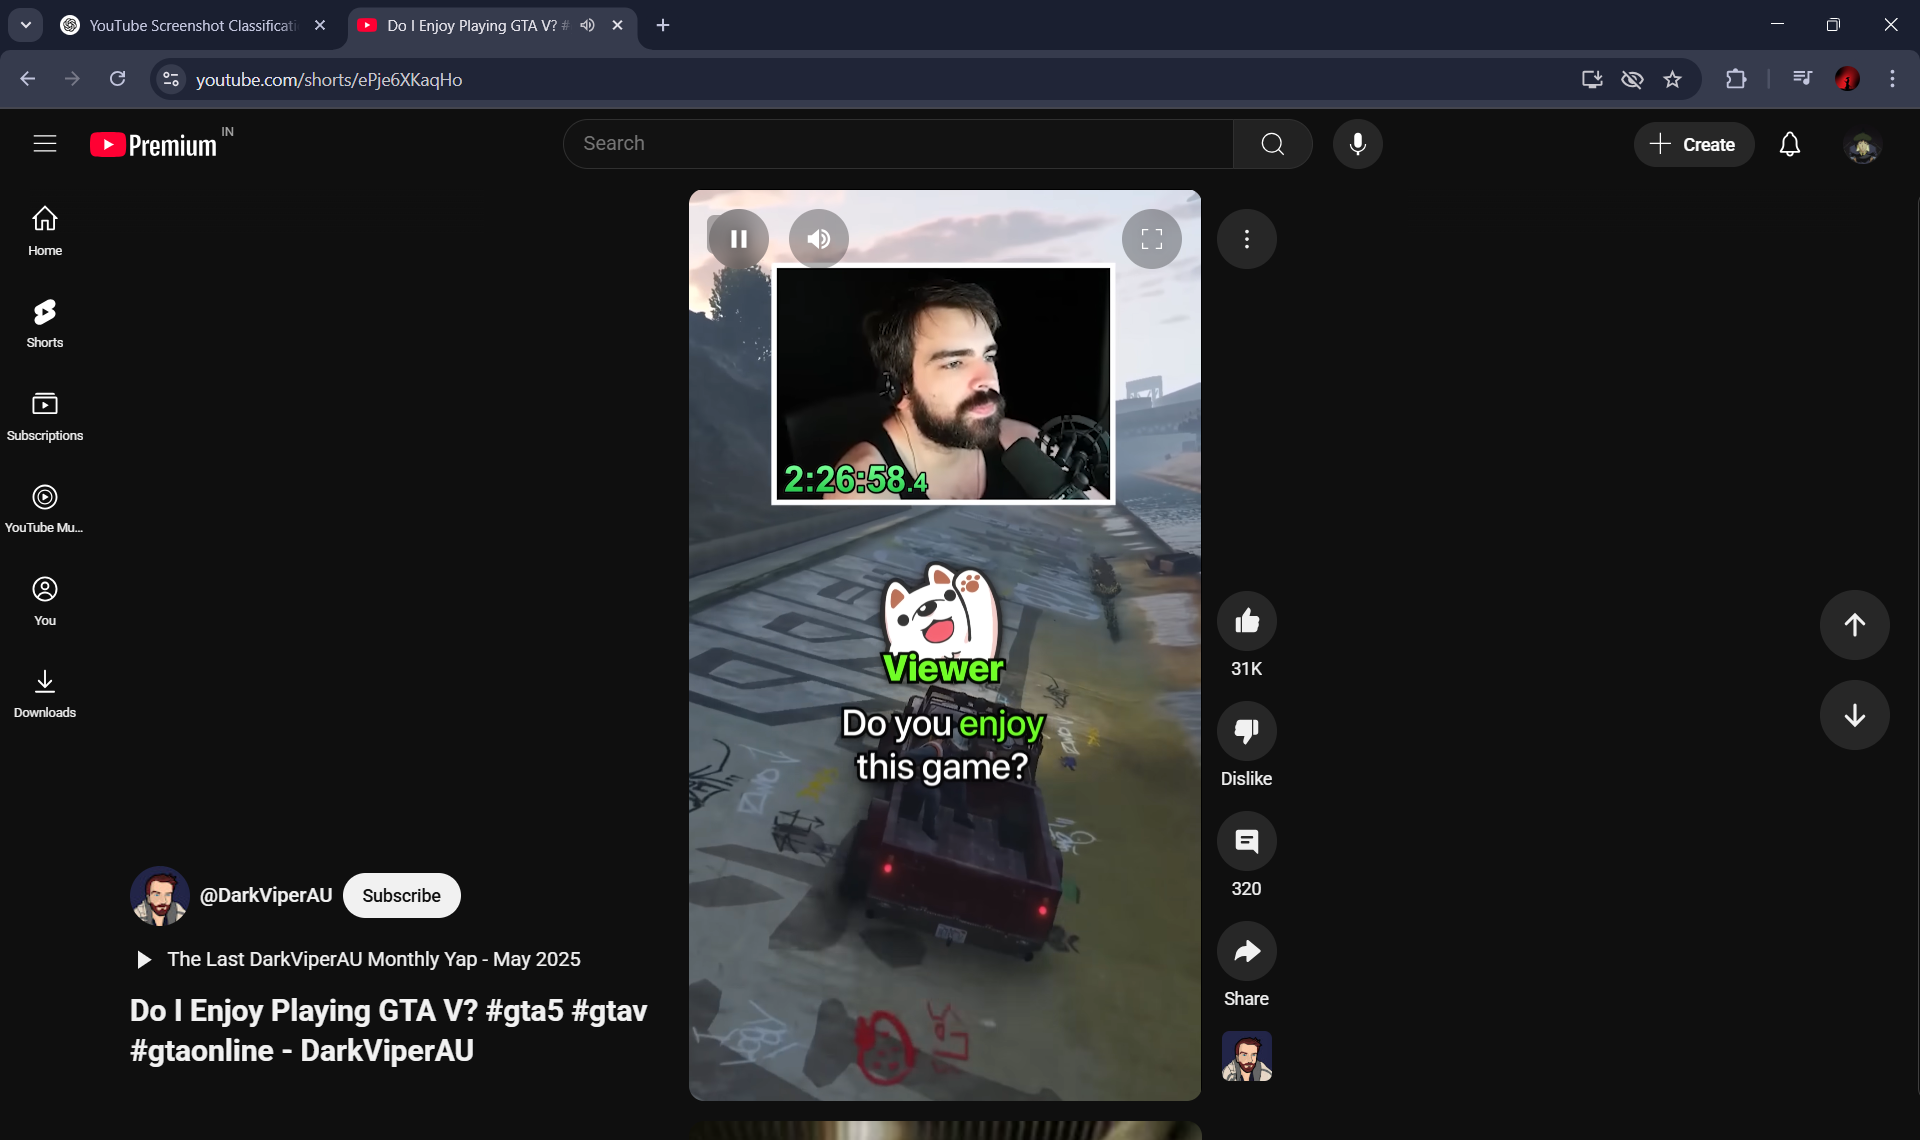 YouTube Screenshot Classificati
Do I Enjoy Playing GTA V? #
youtube.com/shorts/ePje6XKaqHo
Premium IN
Search
Create
Home
Shorts
Subscriptions
YouTube Mu...
You
Downloads
2:26:58.4
Viewer
Do you enjoy
this game?
31K
Dislike
320
Share
@DarkViperAU
Subscribe
The Last DarkViperAU Monthly Yap - May 2025
Do I Enjoy Playing GTA V? #gta5 #gtav
#gtaonline - DarkViperAU